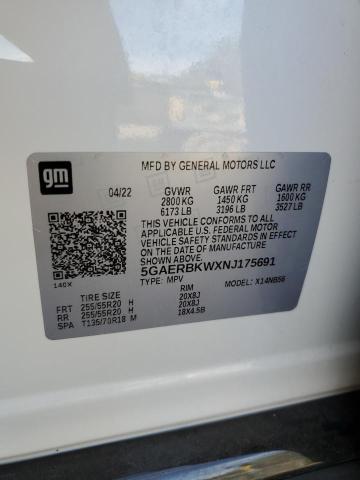 gm
MFD BY GENERAL MOTORS LLC
04/22 GVWR GAWR FRT GAWR RR
2800 KG 1450 KG 1600 KG
6173 LB 3196 LB 3527 LB
THIS VEHICLE CONFORMS TO ALL
APPLICABLE U.S. FEDERAL MOTOR
VEHICLE SAFETY STANDARDS IN EFFECT
ON THE DATE OF MANUFACTURE SHOWN ABOVE.
5GAERBKWXNJ175691
140X TYPE: MPV MODEL: X14NB56
TIRE SIZE RIM
FRT 255/55R20 H 20X8J
RR 255/55R20 H 20X8J
SPA T135/70R18 M 18X4.5B